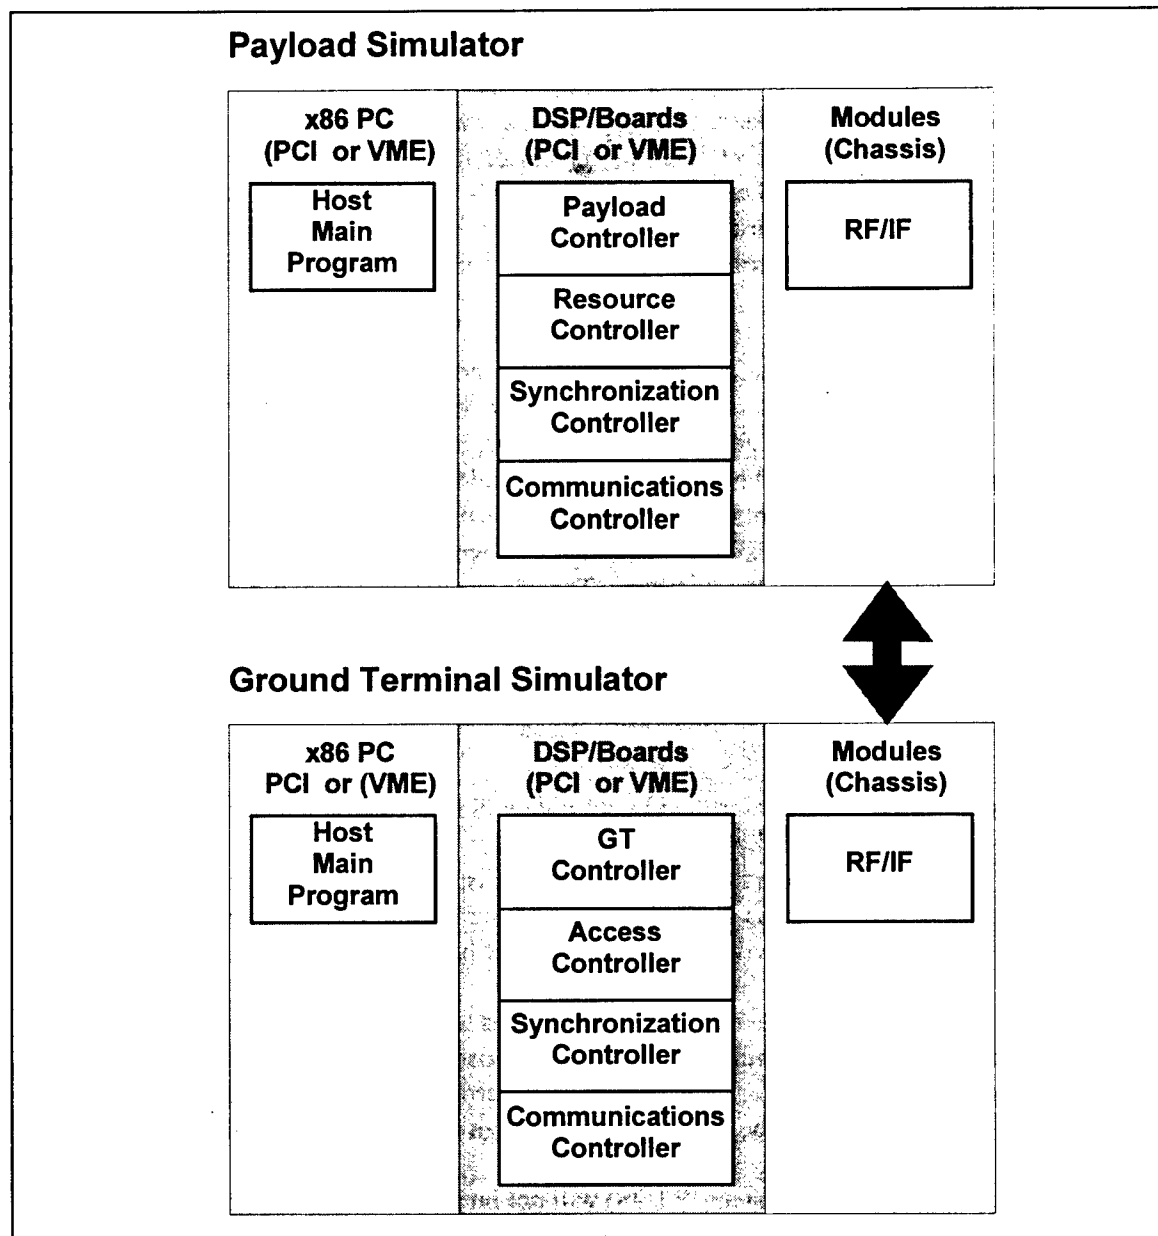 Payload Simulator
x86 PC
(PCI or VME)
Host
Main
Program
DSP/Boards
(PCI or VME)
Payload
Controller
Resource
Controller
Synchronization
Controller
Communications
Controller
Modules
(Chassis)
RF/IF
Ground Terminal Simulator
x86 PC
PCI or (VME)
Host
Main
Program
DSP/Boards
(PCI or VME)
GT
Controller
Access
Controller
Synchronization
Controller
Communications
Controller
Modules
(Chassis)
RF/IF